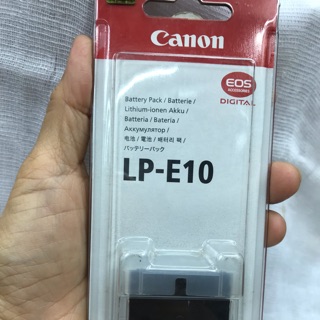 Canon
EOS
ACCESSORIES
DIGITAL
Battery Pack / Batterie /
Lithium-ionen Akku /
Batteria / Bateria /
Аккумулятор /
电池 / 電池 / 배터리 팩 /
バッテリーパック
LP-E10